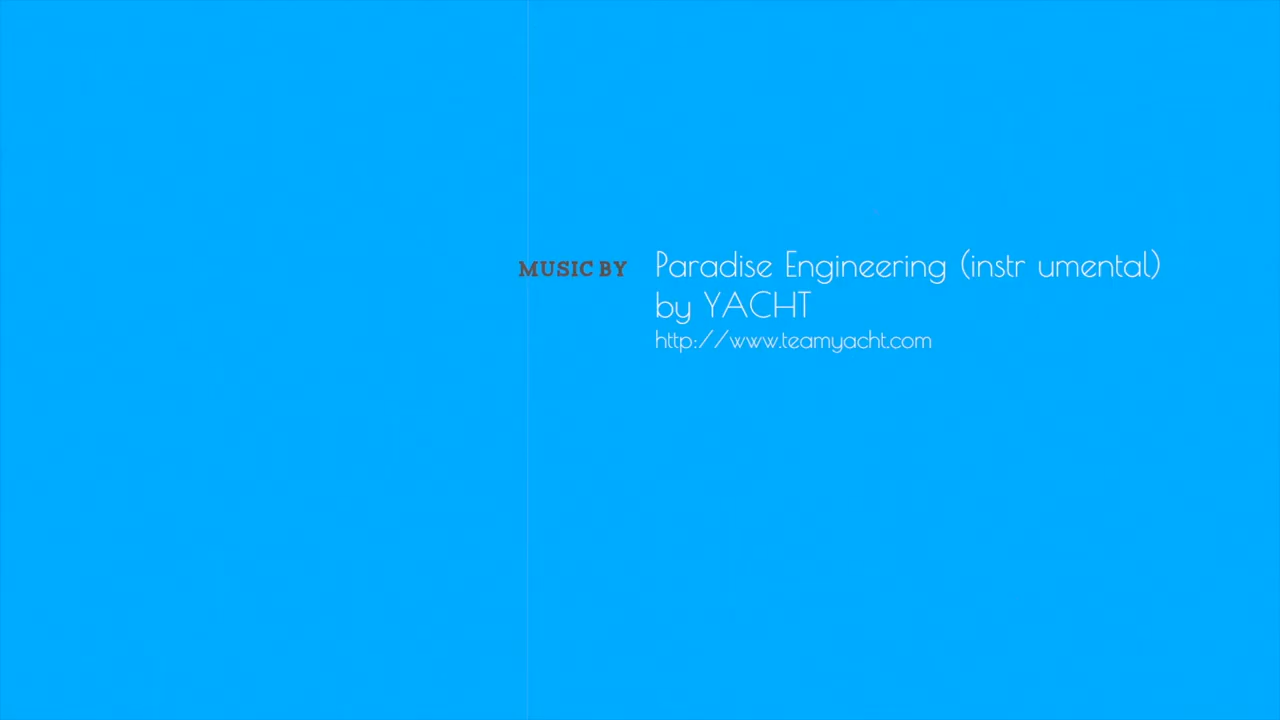 MUSIC BY Paradise Engineering (instr umental)
by YACHT
http://www.teamyacht.com